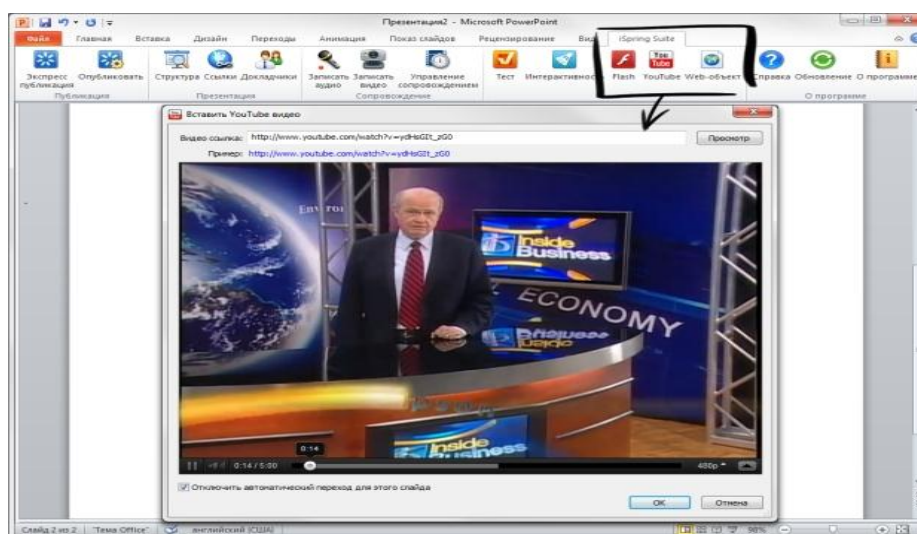 Презентация2 - Microsoft PowerPoint
Файл Главная Вставка Дизайн Переходы Анимация Показ слайдов Рецензирование Вид iSpring Suite
Экспресс публикация Опубликовать Структура Ссылки Докладчики Записать аудио Записать видео Управление сопровождением Тест Интерактивность Flash YouTube Web-объект Справка Обновление О программе
Публикация Презентация Сопровождение О программе
Вставить YouTube видео
Видео ссылка: http://www.youtube.com/watch?v=ydHsGIt_zG0 Просмотр
Пример: http://www.youtube.com/watch?v=ydHsGIt_zG0
Inside
Business
ECONOMY
Inside
Business
0:14
0:14 / 5:00 480p
Отключить автоматический переход для этого слайда
OK Отмена
Слайд 2 из 2 "Тема Office" английский (США) 98%